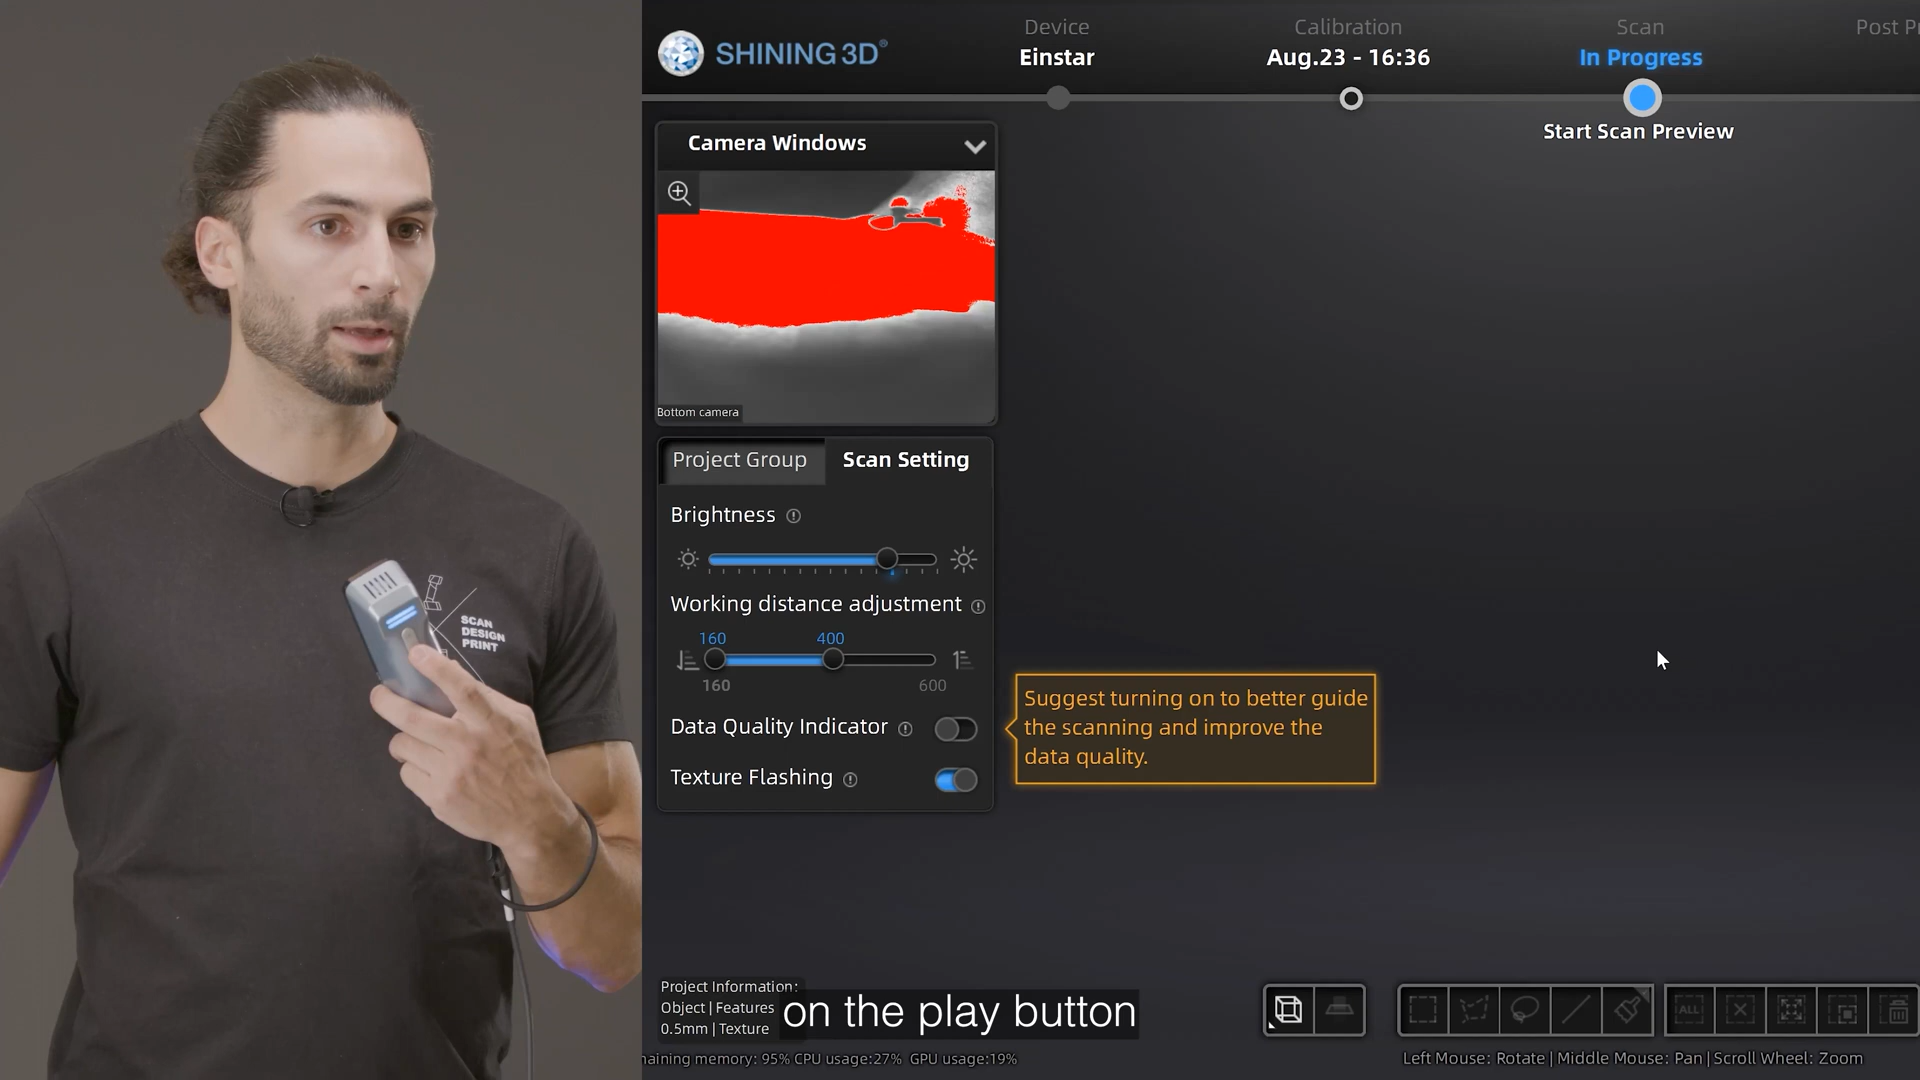 SHINING 3D®
Device
Einstar
Calibration
Aug.23 - 16:36
Scan
In Progress
Start Scan Preview
Post Pr
Camera Windows
Bottom camera
Project Group
Scan Setting
Brightness
Working distance adjustment
160
400
160
600
Data Quality Indicator
Texture Flashing
Suggest turning on to better guide
the scanning and improve the
data quality.
SCAN
DESIGN
PRINT
Project Information:
Object | Features
0.5mm | Texture
on the play button
ALL
aining memory: 95% CPU usage:27% GPU usage:19%
Left Mouse: Rotate | Middle Mouse: Pan | Scroll Wheel: Zoom